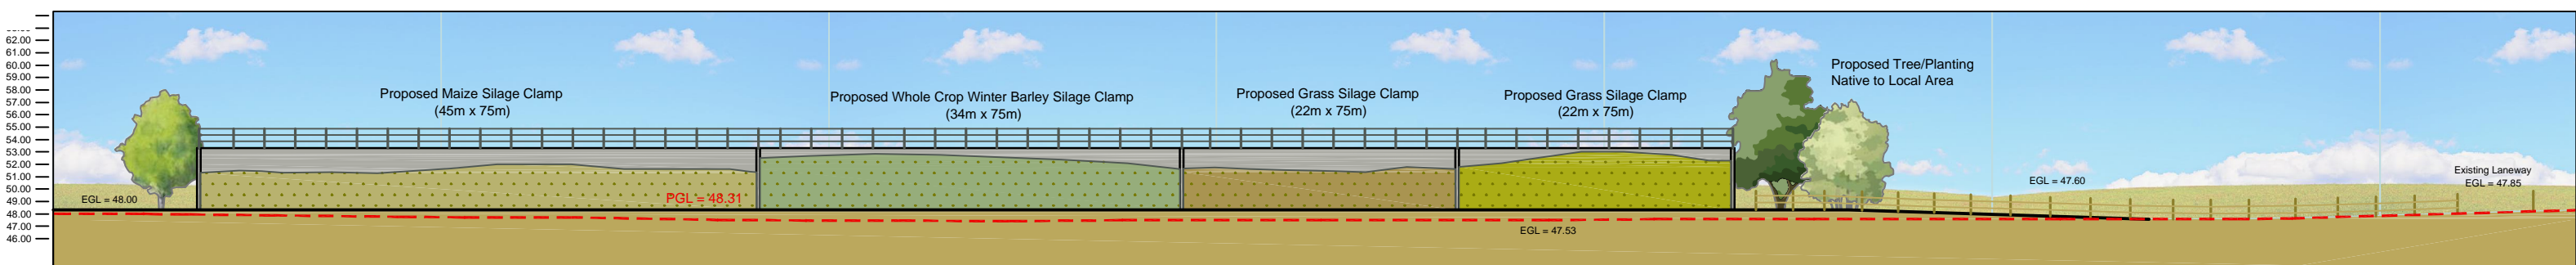 62.00
61.00
60.00
59.00
58.00
57.00
56.00
55.00
54.00
53.00
52.00
51.00
50.00
49.00
48.00
47.00
46.00
Proposed Maize Silage Clamp
(45m x 75m)
Proposed Whole Crop Winter Barley Silage Clamp
(34m x 75m)
Proposed Grass Silage Clamp
(22m x 75m)
Proposed Grass Silage Clamp
(22m x 75m)
Proposed Tree/Planting
Native to Local Area
EGL = 48.00
PGL = 48.31
EGL = 47.53
EGL = 47.60
Existing Laneway
EGL = 47.85